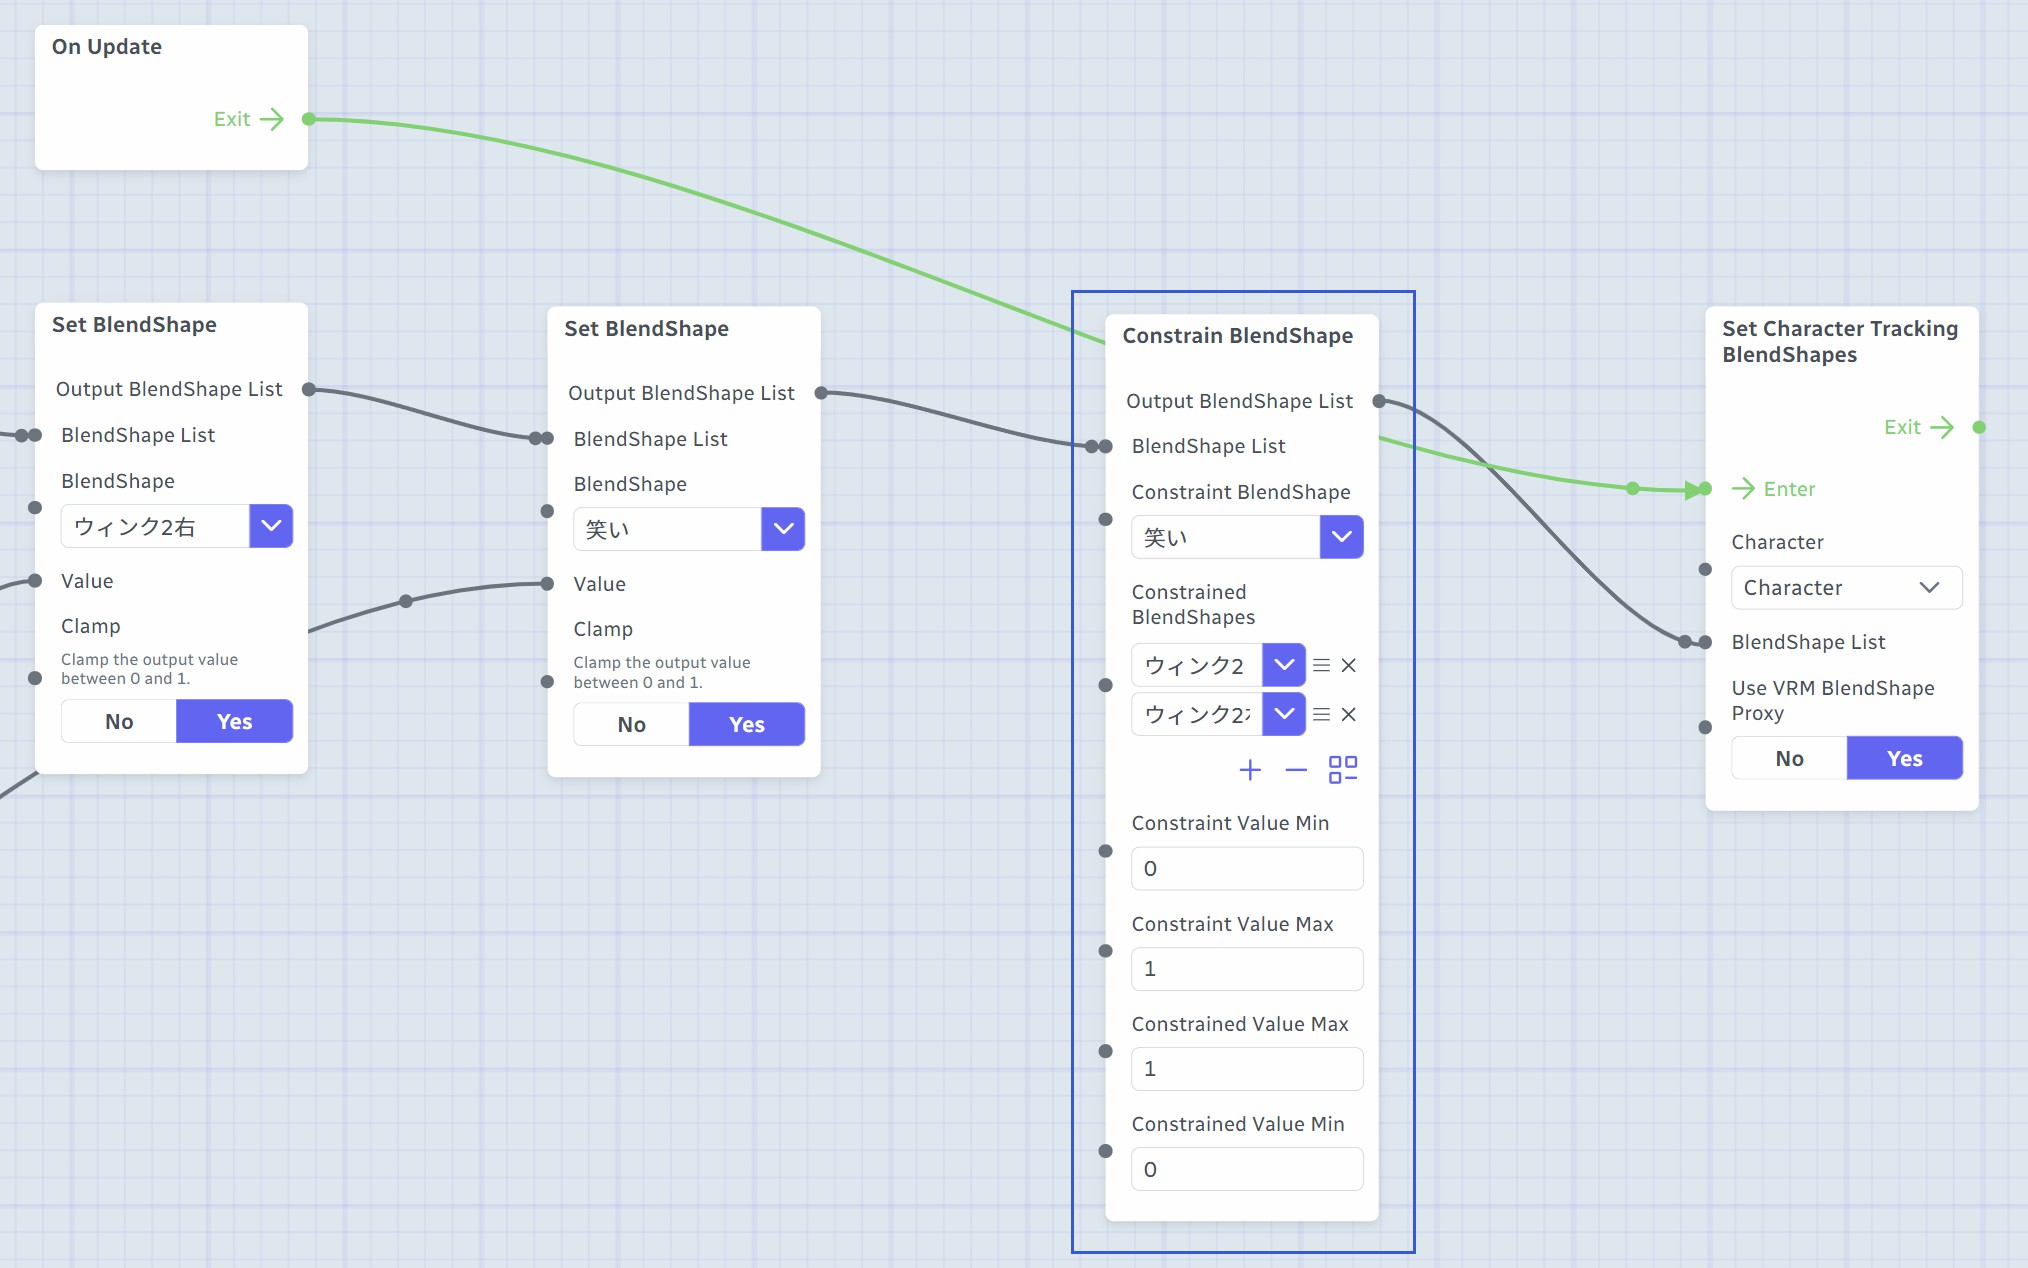 On Update
Exit
Set BlendShape
Output BlendShape List
BlendShape List
BlendShape
ウィンク2右
Value
Clamp
Clamp the output value
between 0 and 1.
No
Yes
Set BlendShape
Output BlendShape List
BlendShape List
BlendShape
笑い
Value
Clamp
Clamp the output value
between 0 and 1.
No
Yes
Constrain BlendShape
Output BlendShape List
BlendShape List
Constraint BlendShape
笑い
Constrained
BlendShapes
ウィンク2
ウィンク2
Constraint Value Min
0
Constraint Value Max
1
Constrained Value Max
1
Constrained Value Min
0
Set Character Tracking
BlendShapes
Exit
Enter
Character
Character
BlendShape List
Use VRM BlendShape
Proxy
No
Yes